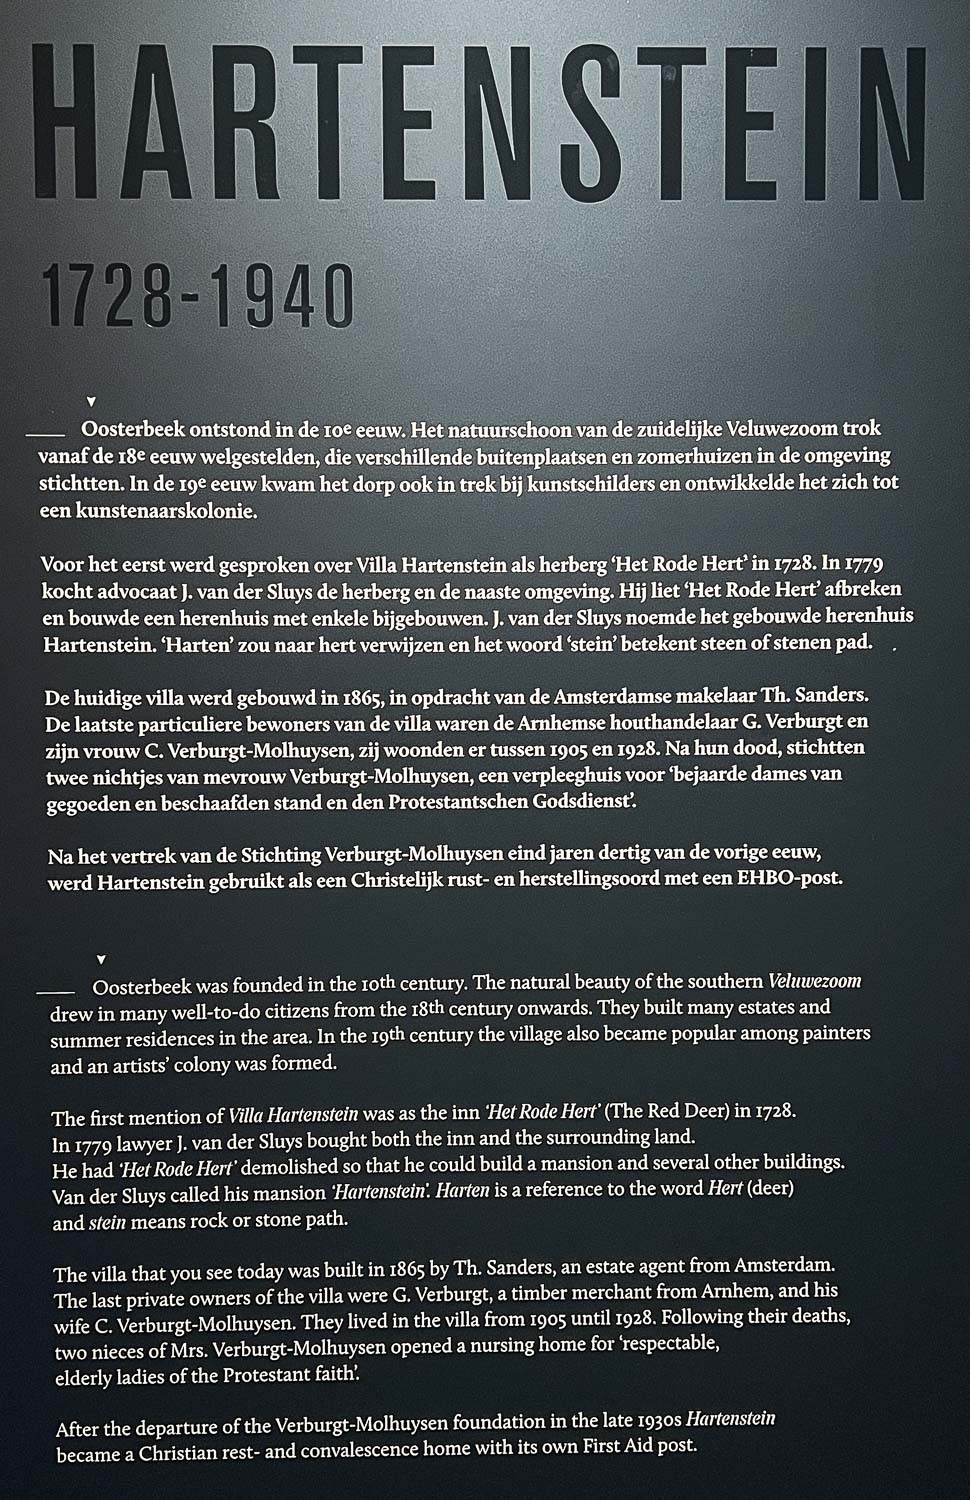 HARTENSTEIN
1728-1940
Oosterbeek ontstond in de 10e eeuw. Het natuurschoon van de zuidelijke Veluwezoom trok
vanaf de 18e eeuw welgestelden, die verschillende buitenplaatsen en zomerhuizen in de omgeving
stichtten. In de 19e eeuw kwam het dorp ook in trek bij kunstschilders en ontwikkelde het zich tot
een kunstenaarskolonie.
Voor het eerst werd gesproken over Villa Hartenstein als herberg ‘Het Rode Hert’ in 1728. In 1779
kocht advocaat J. van der Sluys de herberg en de naaste omgeving. Hij liet ‘Het Rode Hert’ afbreken
en bouwde een herenhuis met enkele bijgebouwen. J. van der Sluys noemde het gebouwde herenhuis
Hartenstein. ‘Harten’ zou naar hert verwijzen en het woord ‘stein’ betekent steen of stenen pad.
De huidige villa werd gebouwd in 1865, in opdracht van de Amsterdamse makelaar Th. Sanders.
De laatste particuliere bewoners van de villa waren de Arnhemse houthandelaar G. Verburgt en
zijn vrouw C. Verburgt-Molhuysen, zij woonden er tussen 1905 en 1928. Na hun dood, stichtten
twee nichtjes van mevrouw Verburgt-Molhuysen, een verpleeghuis voor ‘bejaarde dames van
gegoeden en beschaafden stand en den Protestantschen Godsdienst’.
Na het vertrek van de Stichting Verburgt-Molhuysen eind jaren dertig van de vorige eeuw,
werd Hartenstein gebruikt als een Christelijk rust- en herstellingsoord met een EHBO-post.
Oosterbeek was founded in the 10th century. The natural beauty of the southern Veluwezoom
drew in many well-to-do citizens from the 18th century onwards. They built many estates and
summer residences in the area. In the 19th century the village also became popular among painters
and an artists’ colony was formed.
The first mention of Villa Hartenstein was as the inn ‘Het Rode Hert’ (The Red Deer) in 1728.
In 1779 lawyer J. van der Sluys bought both the inn and the surrounding land.
He had ‘Het Rode Hert’ demolished so that he could build a mansion and several other buildings.
Van der Sluys called his mansion ‘Hartenstein’. Harten is a reference to the word Hert (deer)
and stein means rock or stone path.
The villa that you see today was built in 1865 by Th. Sanders, an estate agent from Amsterdam.
The last private owners of the villa were G. Verburgt, a timber merchant from Arnhem, and his
wife C. Verburgt-Molhuysen. They lived in the villa from 1905 until 1928. Following their deaths,
two nieces of Mrs. Verburgt-Molhuysen opened a nursing home for ‘respectable,
elderly ladies of the Protestant faith’.
After the departure of the Verburgt-Molhuysen foundation in the late 1930s Hartenstein
became a Christian rest- and convalescence home with its own First Aid post.